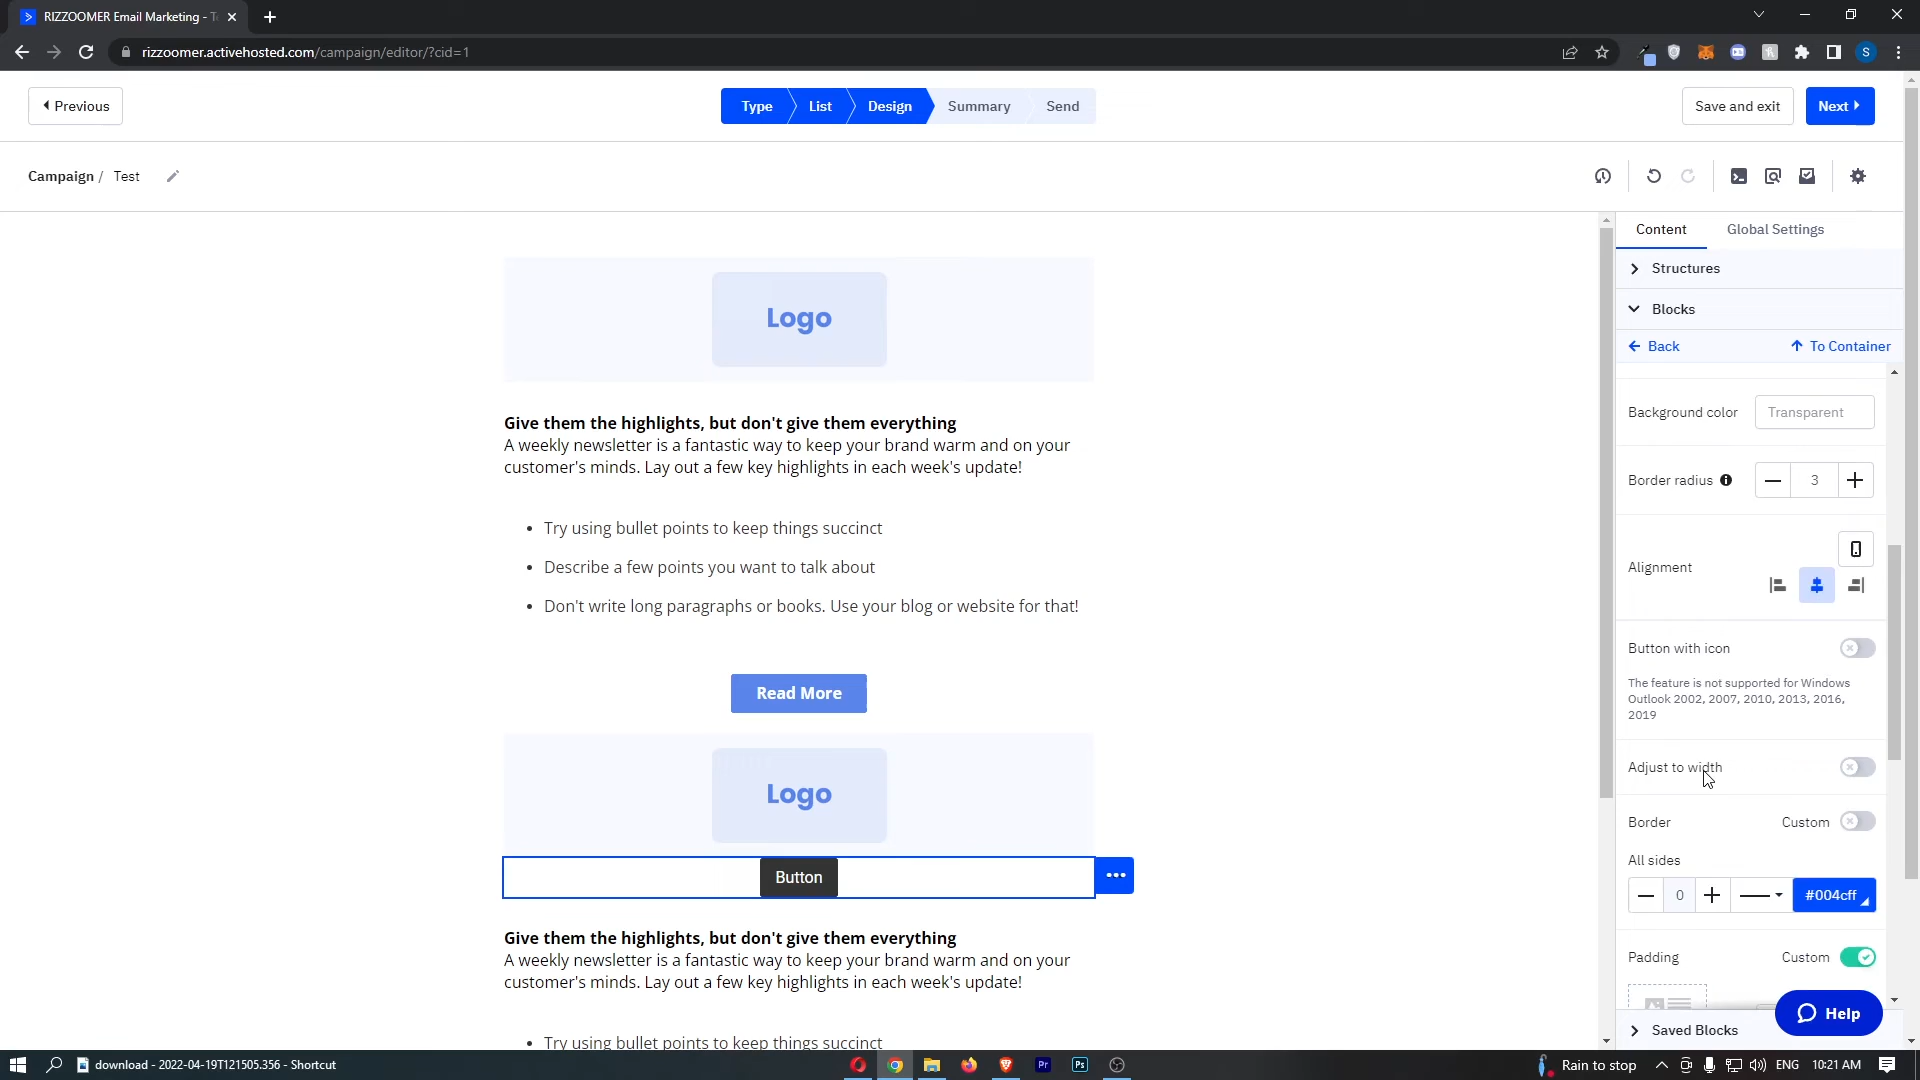 RIZZOOMER Email Marketing - Te
rizzoomer.activehosted.com/campaign/editor/?cid=1
S
Previous
Type
List
Design
Summary
Send
Save and exit
Next
Campaign / Test
Content
Global Settings
Structures
Blocks
Back
To Container
Background color
Transparent
Border radius
3
Alignment
Button with icon
The feature is not supported for Windows
Outlook 2002, 2007, 2010, 2013, 2016,
2019
Adjust to width
Border
Custom
All sides
0
#004cff
Padding
Custom
Saved Blocks
Help
Logo
Give them the highlights, but don't give them everything
A weekly newsletter is a fantastic way to keep your brand warm and on your
customer's minds. Lay out a few key highlights in each week's update!
• Try using bullet points to keep things succinct
• Describe a few points you want to talk about
• Don't write long paragraphs or books. Use your blog or website for that!
Read More
Logo
Button
Give them the highlights, but don't give them everything
A weekly newsletter is a fantastic way to keep your brand warm and on your
customer's minds. Lay out a few key highlights in each week's update!
• Try using bullet points to keep things succinct
download - 2022-04-19T121505.356 - Shortcut
Pr
Ps
Rain to stop
ENG
10:21 AM